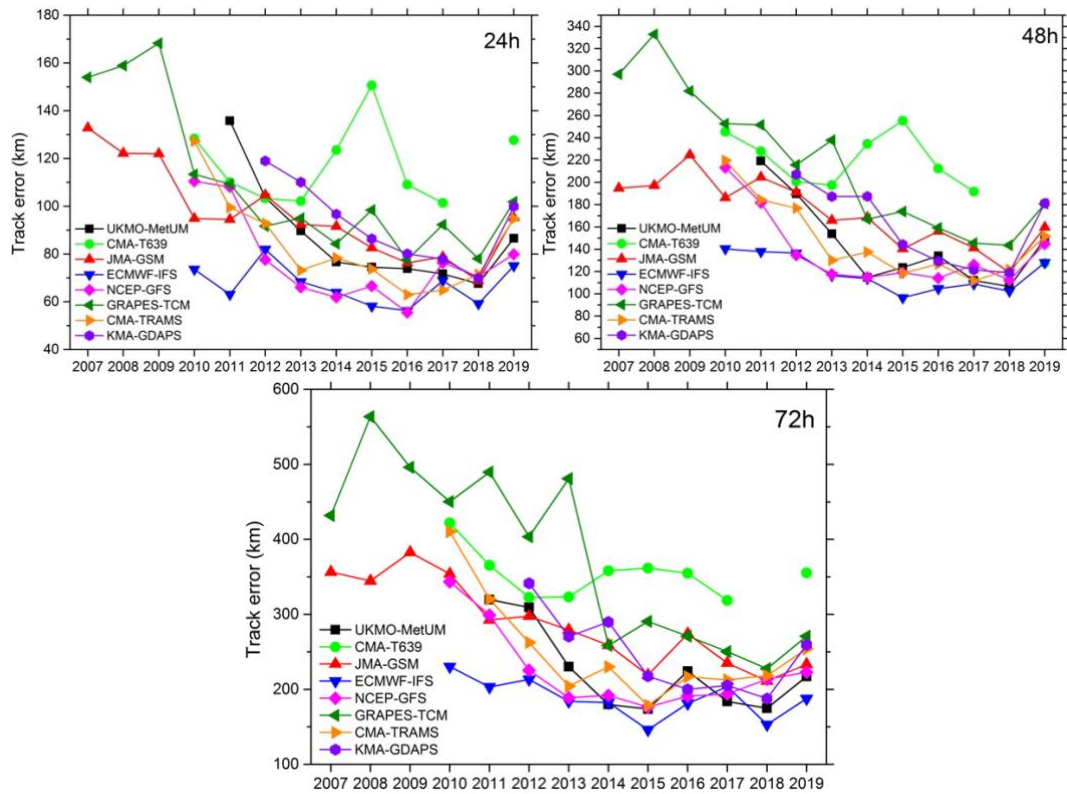 24h
Track error (km)
180
160
140
120
100
80
60
40
UKMO-MetUM
CMA-T639
JMA-GSM
ECMWF-IFS
NCEP-GFS
GRAPES-TCM
CMA-TRAMS
KMA-GDAPS
2007 2008 2009 2010 2011 2012 2013 2014 2015 2016 2017 2018 2019
48h
Track error (km)
340
320
300
280
260
240
220
200
180
160
140
120
100
80
60
UKMO-MetUM
CMA-T639
JMA-GSM
ECMWF-IFS
NCEP-GFS
GRAPES-TCM
CMA-TRAMS
KMA-GDAPS
2007 2008 2009 2010 2011 2012 2013 2014 2015 2016 2017 2018 2019
72h
Track error (km)
600
500
400
300
200
100
UKMO-MetUM
CMA-T639
JMA-GSM
ECMWF-IFS
NCEP-GFS
GRAPES-TCM
CMA-TRAMS
KMA-GDAPS
2007 2008 2009 2010 2011 2012 2013 2014 2015 2016 2017 2018 2019